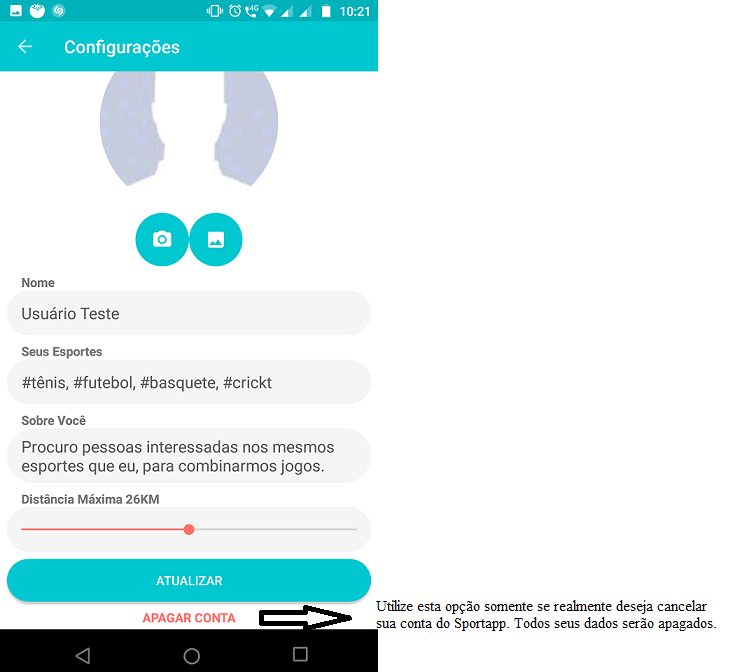 4G 10:21
Configurações
Nome
Usuário Teste
Seus Esportes
#tênis, #futebol, #basquete, #crickt
Sobre Você
Procuro pessoas interessadas nos mesmos
esportes que eu, para combinarmos jogos.
Distância Máxima 26KM
ATUALIZAR
APAGAR CONTA
Utilize esta opção somente se realmente deseja cancelar
sua conta do Sportapp. Todos seus dados serão apagados.